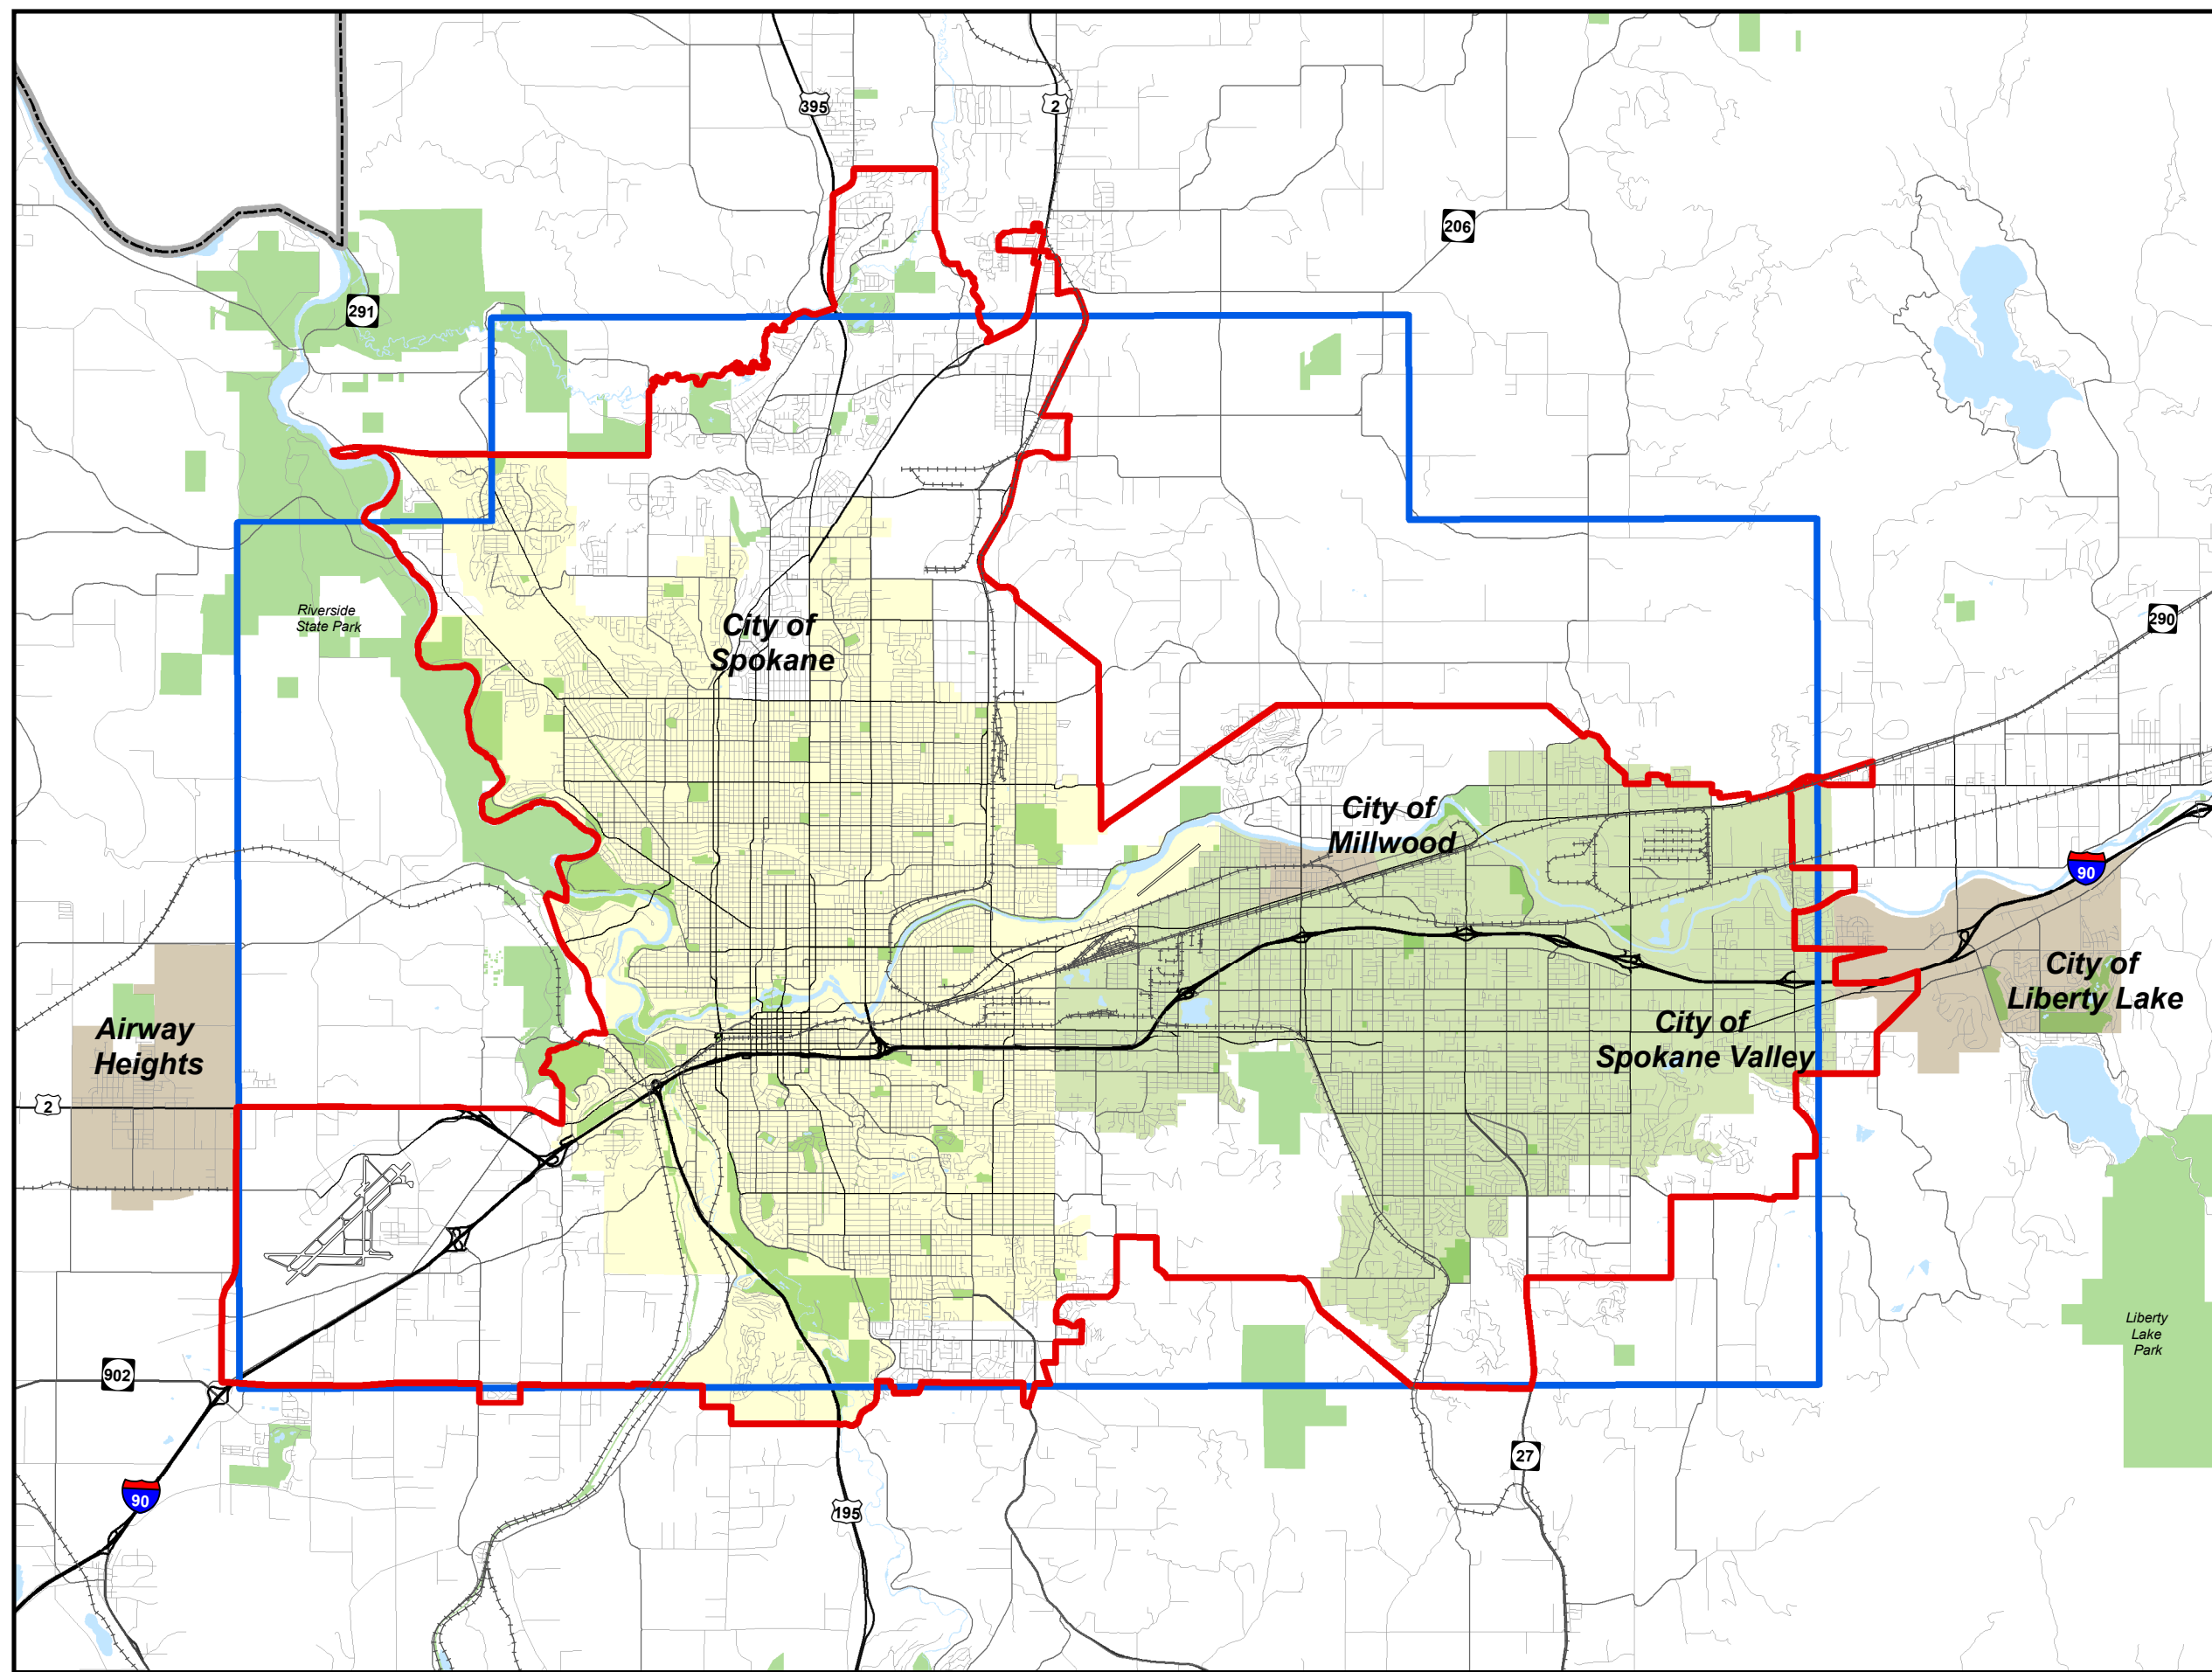 395
2
206
291
290
Riverside
State Park
City of
Spokane
City of
Millwood
90
City of
Liberty Lake
Airway
Heights
City of
Spokane Valley
2
Liberty
Lake
Park
902
27
90
195